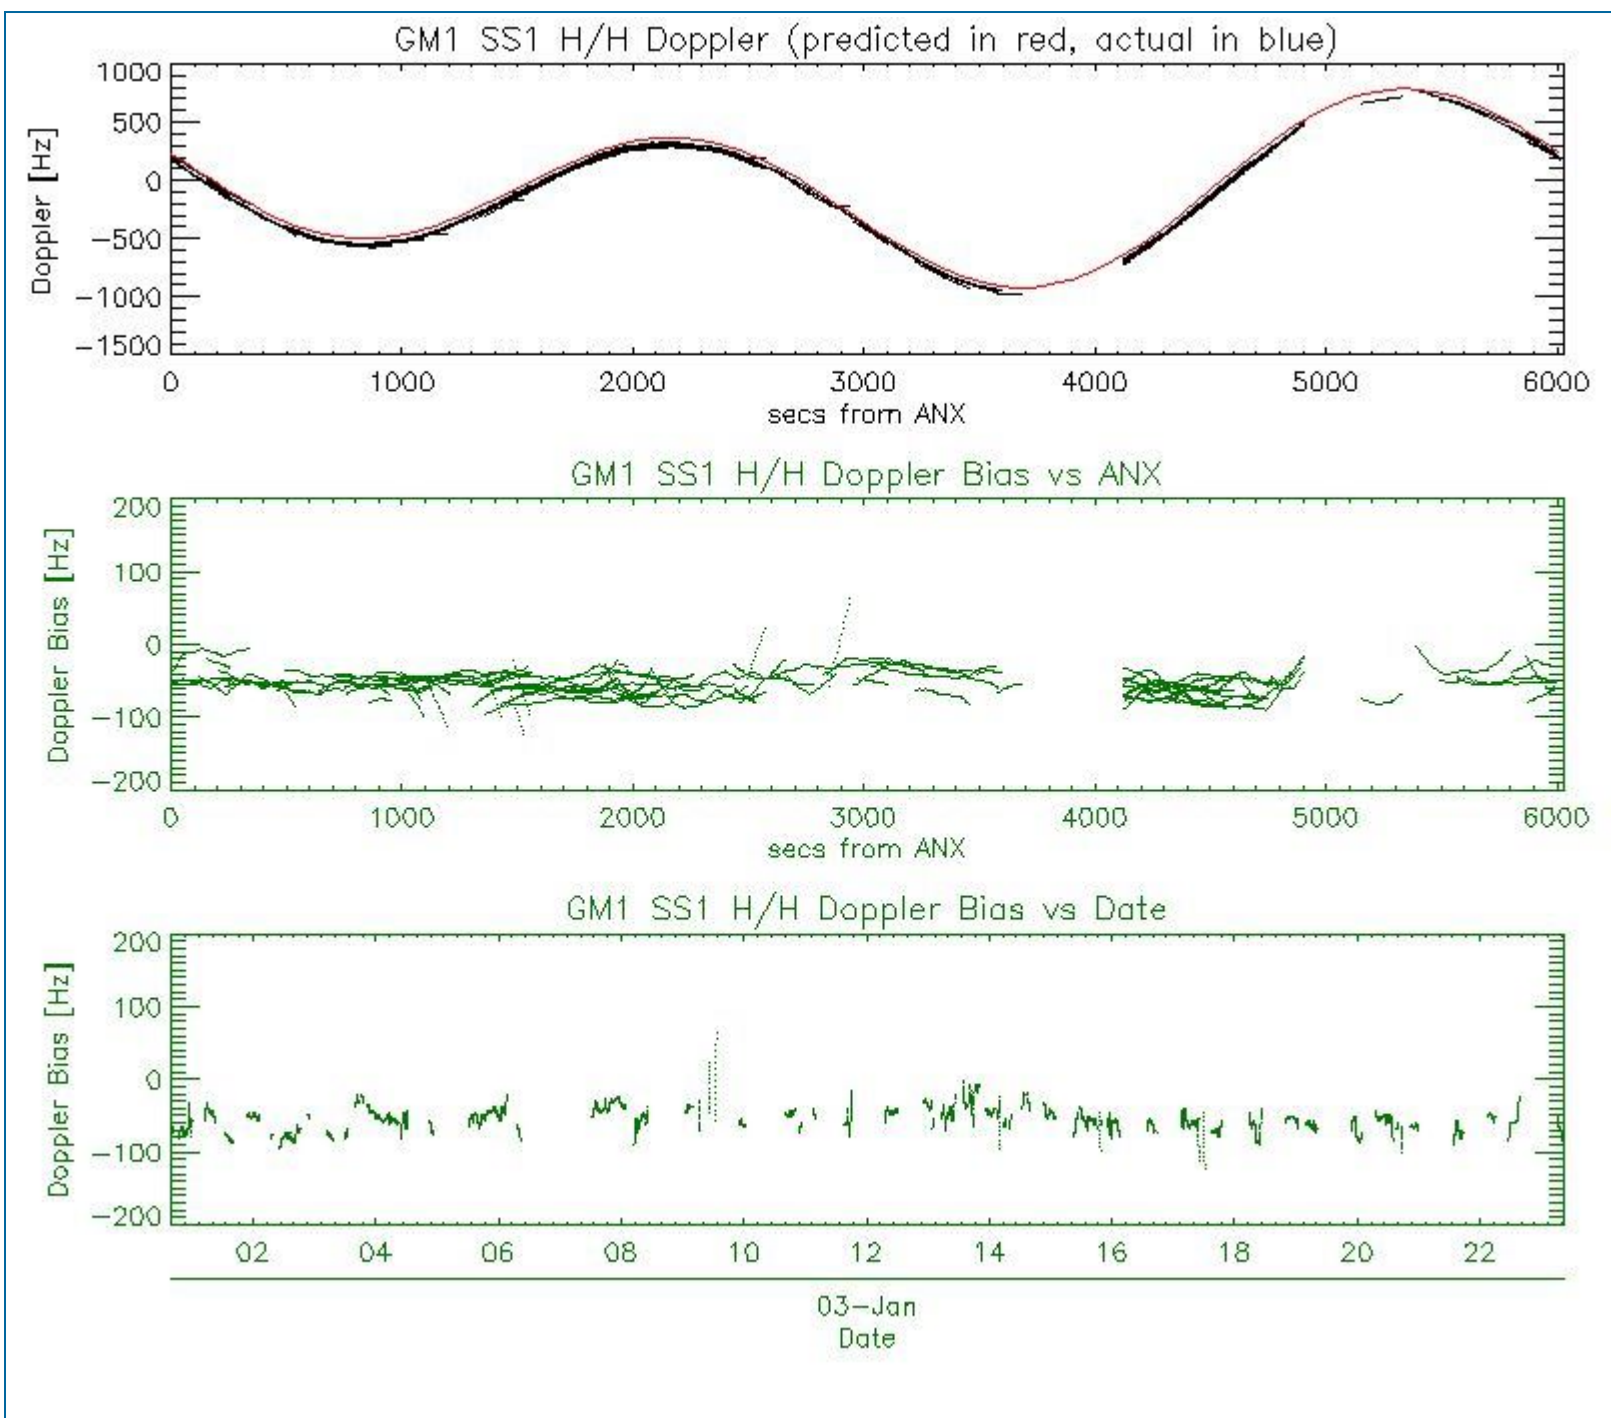 GM1 SS1 H/H Doppler (predicted in red, actual in blue)
1000
500
0
-500
-1000
-1500
Doppler [Hz]
0 1000 2000 3000 4000 5000 6000
secs from ANX
GM1 SS1 H/H Doppler Bias vs ANX
200
100
0
-100
-200
Doppler Bias [Hz]
0 1000 2000 3000 4000 5000 6000
secs from ANX
GM1 SS1 H/H Doppler Bias vs Date
200
100
0
-100
-200
Doppler Bias [Hz]
02 04 06 08 10 12 14 16 18 20 22
03-Jan
Date